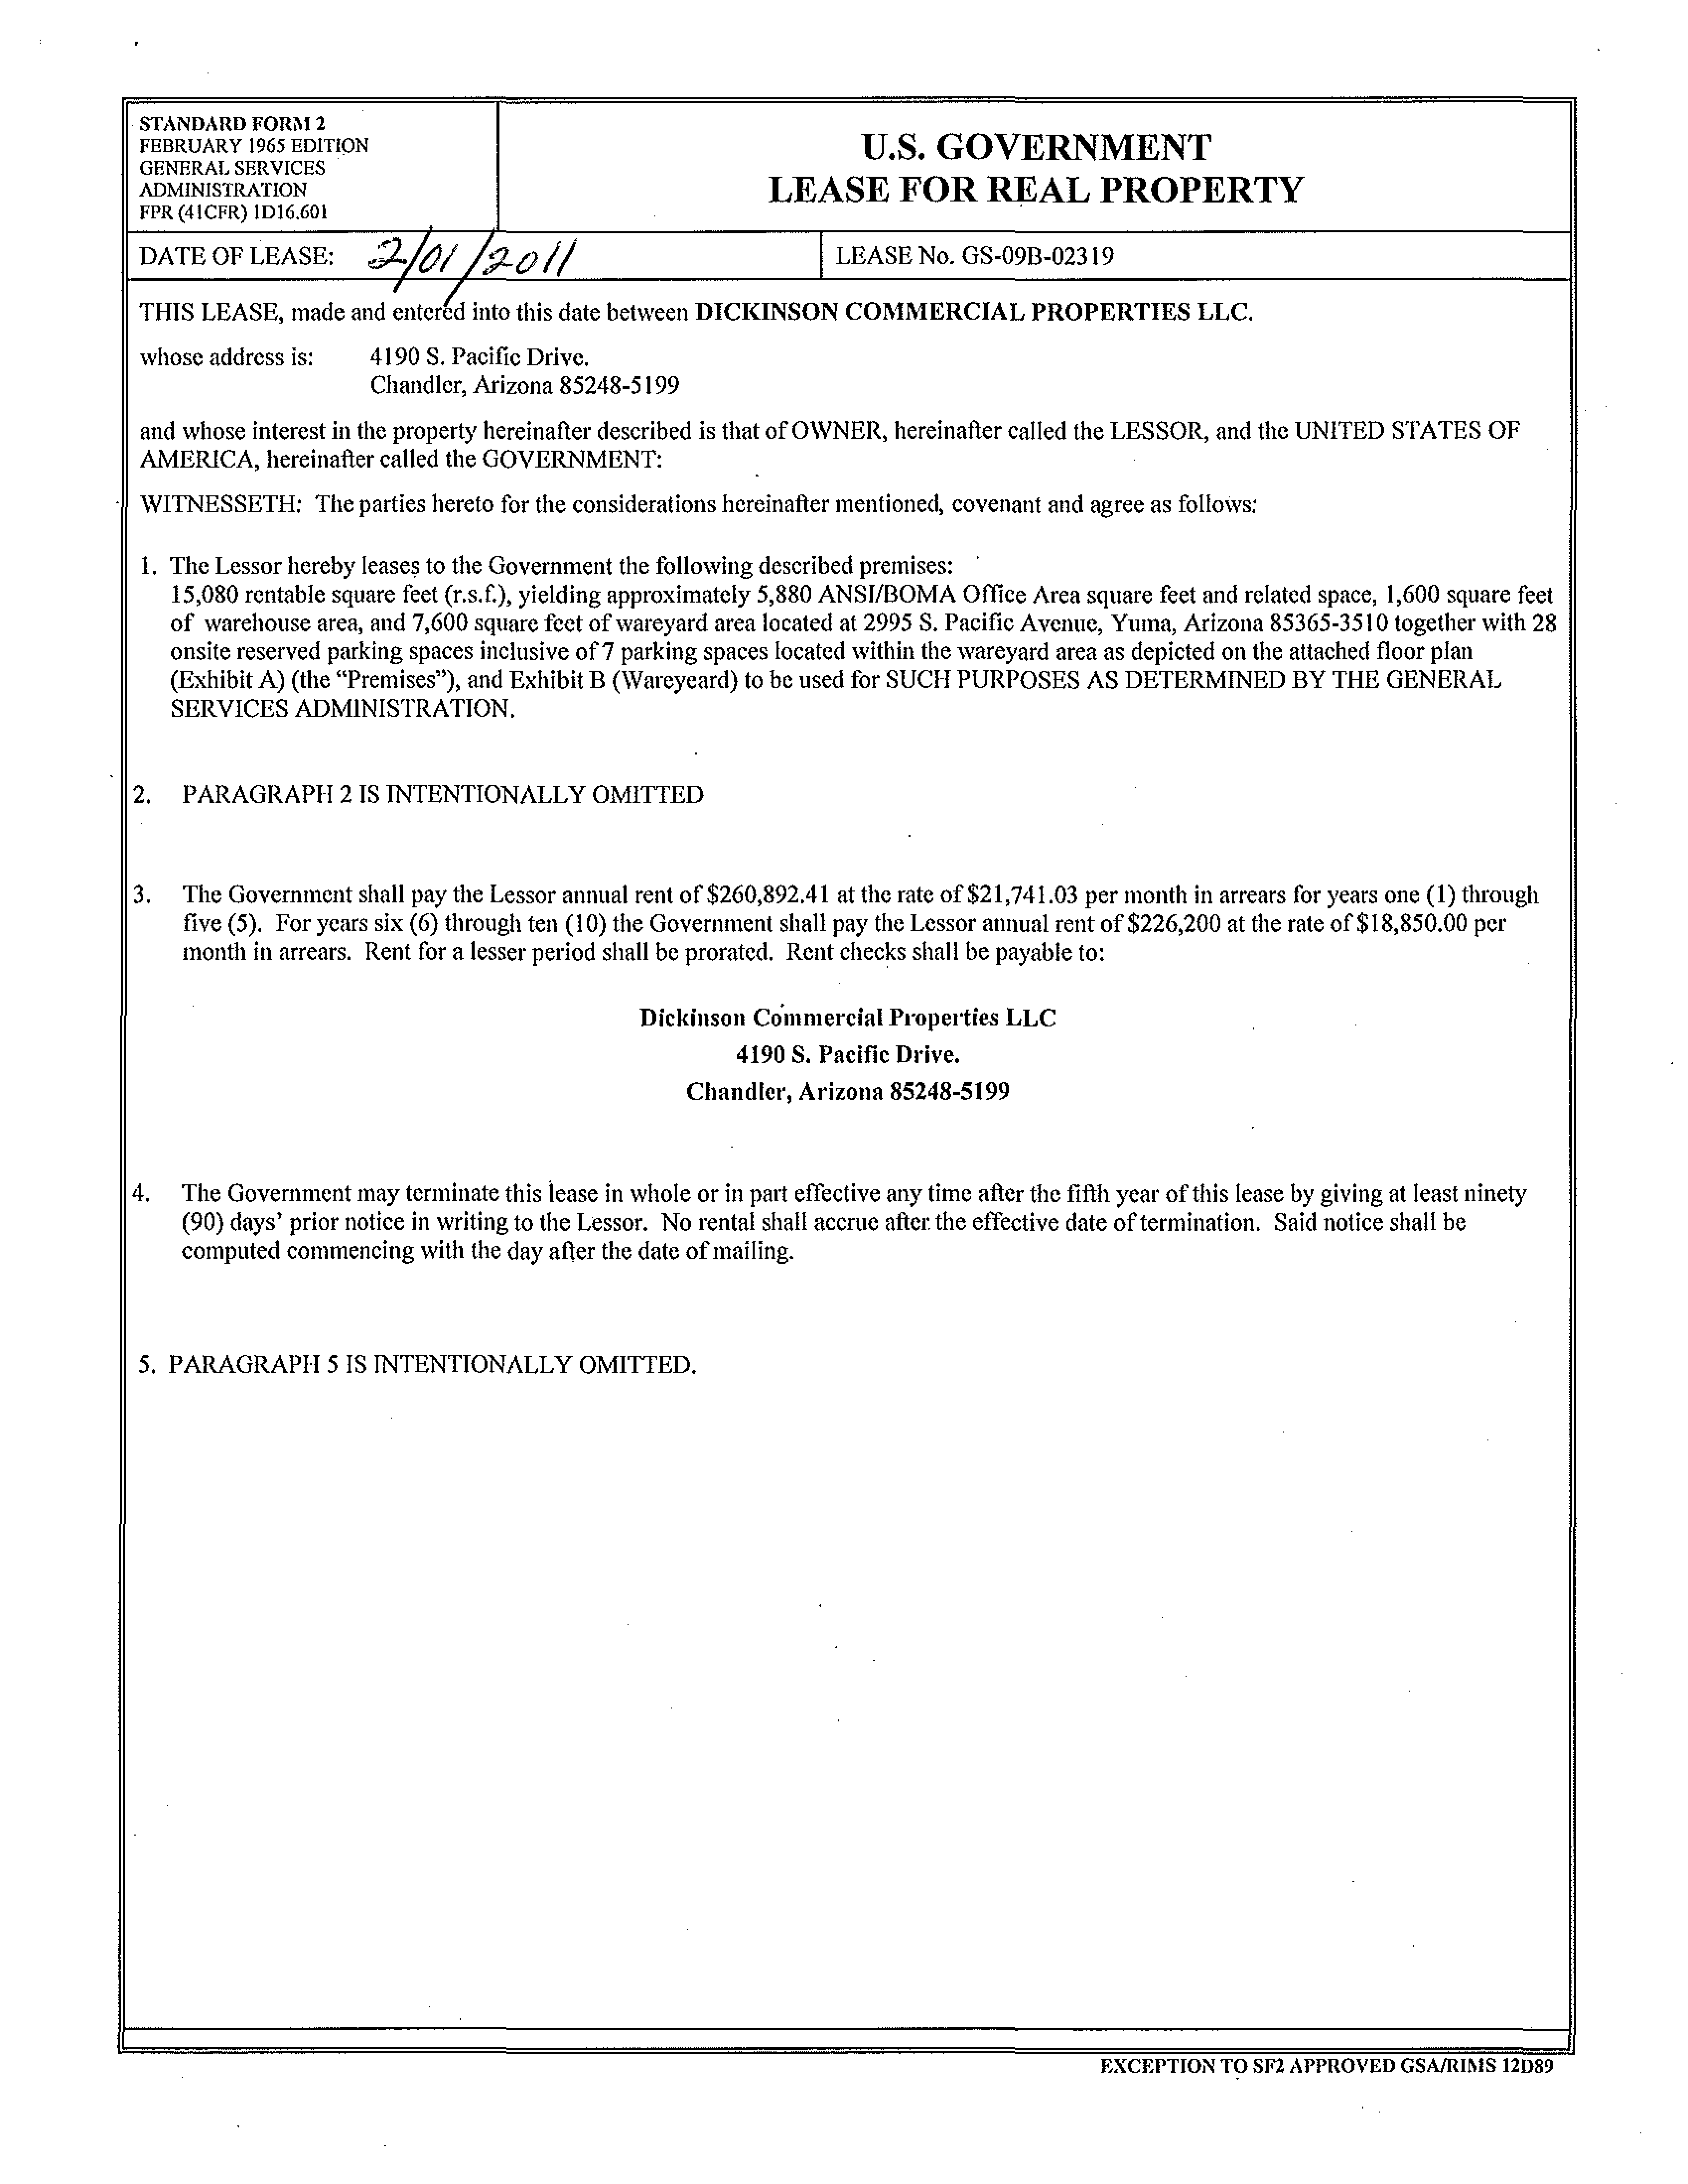 STANDARD FORM 2
FEBRUARY 1965 EDITION
GENERAL SERVICES
ADMINISTRATION
FPR (41CFR) 1D16.601
U.S. GOVERNMENT
LEASE FOR REAL PROPERTY
DATE OF LEASE: 2/01/2011
LEASE No. GS-09B-02319
THIS LEASE, made and entered into this date between DICKINSON COMMERCIAL PROPERTIES LLC.
whose address is: 4190 S. Pacific Drive.
Chandler, Arizona 85248-5199
and whose interest in the property hereinafter described is that of OWNER, hereinafter called the LESSOR, and the UNITED STATES OF
AMERICA, hereinafter called the GOVERNMENT:
WITNESSETH: The parties hereto for the considerations hereinafter mentioned, covenant and agree as follows:
1. The Lessor hereby leases to the Government the following described premises:
15,080 rentable square feet (r.s.f.), yielding approximately 5,880 ANSI/BOMA Office Area square feet and related space, 1,600 square feet
of warehouse area, and 7,600 square feet of wareyard area located at 2995 S. Pacific Avenue, Yuma, Arizona 85365-3510 together with 28
onsite reserved parking spaces inclusive of 7 parking spaces located within the wareyard area as depicted on the attached floor plan
(Exhibit A) (the “Premises”), and Exhibit B (Wareyeard) to be used for SUCH PURPOSES AS DETERMINED BY THE GENERAL
SERVICES ADMINISTRATION.
2. PARAGRAPH 2 IS INTENTIONALLY OMITTED
3. The Government shall pay the Lessor annual rent of $260,892.41 at the rate of $21,741.03 per month in arrears for years one (1) through
five (5). For years six (6) through ten (10) the Government shall pay the Lessor annual rent of $226,200 at the rate of $18,850.00 per
month in arrears. Rent for a lesser period shall be prorated. Rent checks shall be payable to:
Dickinson Commercial Properties LLC
4190 S. Pacific Drive.
Chandler, Arizona 85248-5199
4. The Government may terminate this lease in whole or in part effective any time after the fifth year of this lease by giving at least ninety
(90) days’ prior notice in writing to the Lessor. No rental shall accrue after the effective date of termination. Said notice shall be
computed commencing with the day after the date of mailing.
5. PARAGRAPH 5 IS INTENTIONALLY OMITTED.
EXCEPTION TO SF2 APPROVED GSA/RIMS 12D89